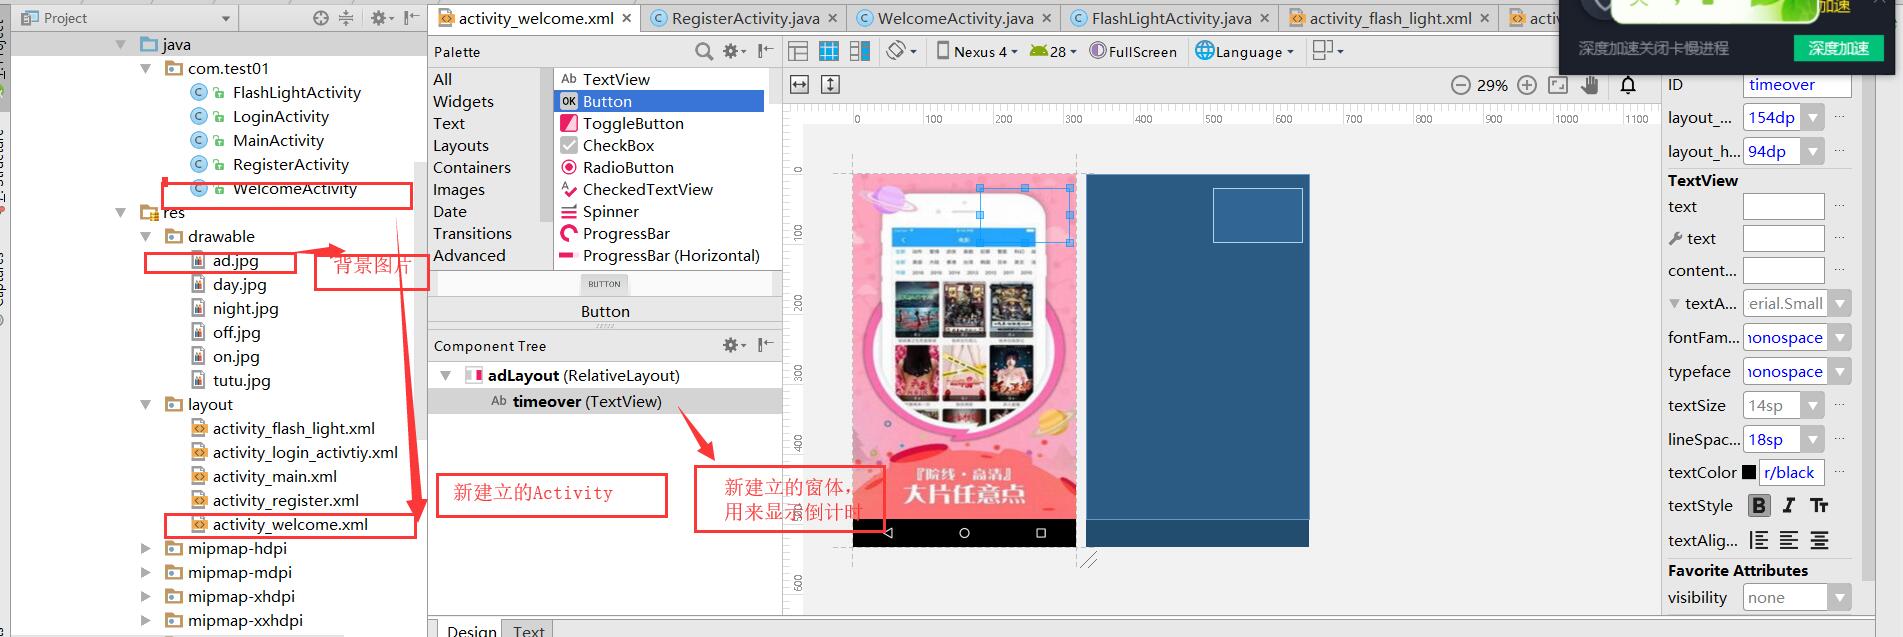 Project
activity_welcome.xml
RegisterActivity.java
WelcomeActivity.java
FlashLightActivity.java
activity_flash_light.xml
java
com.test01
FlashLightActivity
LoginActivity
MainActivity
RegisterActivity
WelcomeActivity
res
drawable
ad.jpg
背景图片
day.jpg
night.jpg
off.jpg
on.jpg
tutu.jpg
layout
activity_flash_light.xml
activity_login_activtiy.xml
activity_main.xml
activity_register.xml
activity_welcome.xml
mipmap-hdpi
mipmap-mdpi
mipmap-xhdpi
mipmap-xxhdpi
Palette
All
Widgets
Text
Layouts
Containers
Images
Date
Transitions
Advanced
Ab TextView
OK Button
ToggleButton
CheckBox
RadioButton
CheckedTextView
Spinner
ProgressBar
ProgressBar (Horizontal)
BUTTON
Button
Component Tree
adLayout (RelativeLayout)
Ab timeover (TextView)
新建立的Activity
新建立的窗体，
用来显示倒计时
Design Text
Nexus 4 28 FullScreen Language
29%
0 100 200 300 400 500 600 700 800 900 1000 1100
0
100
200
300
400
600
『院线·高清』
大片任意点
加速
深度加速关闭卡慢进程
深度加速
ID timeover
layout_... 154dp
layout_h... 94dp
TextView
text
text
content...
textA... erial.Small
fontFam... nonospace
typeface nonospace
textSize 14sp
lineSpac... 18sp
textColor r/black
textStyle B I Tт
textAlig...
Favorite Attributes
visibility none